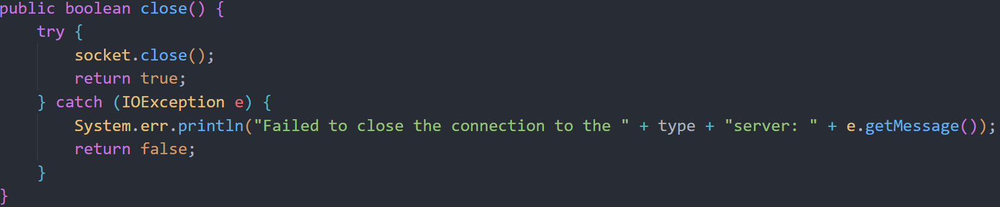 public boolean close() {
    try {
        socket.close();
        return true;
    } catch (IOException e) {
        System.err.println("Failed to close the connection to the " + type + "server: " + e.getMessage());
        return false;
    }
}